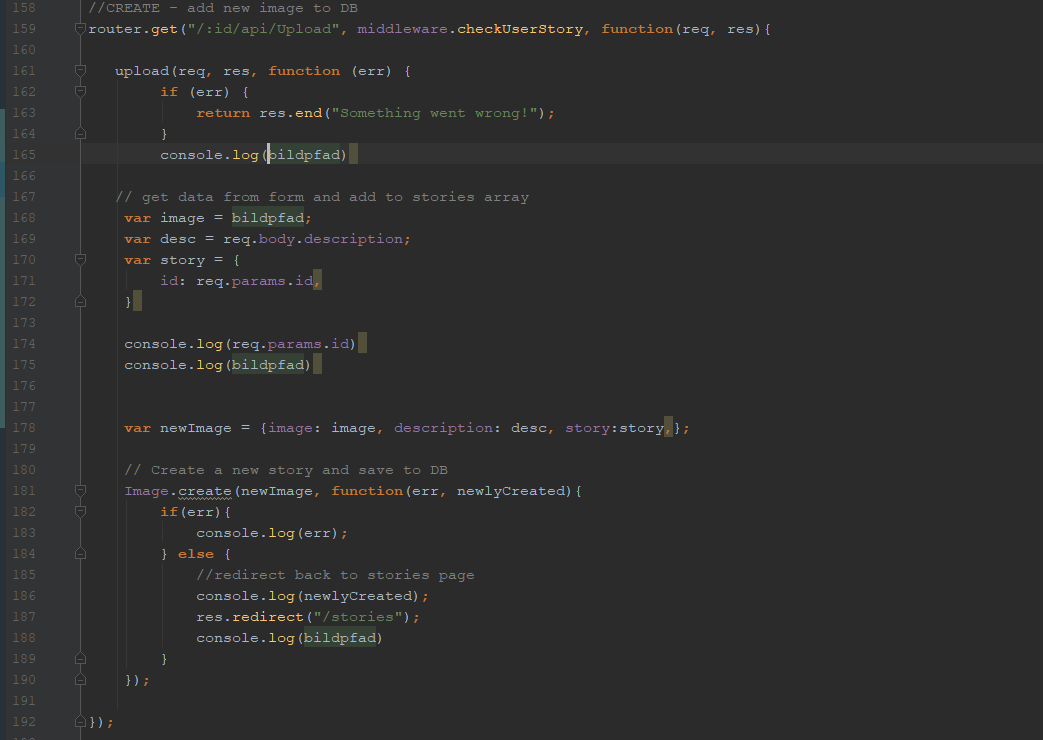 158 //CREATE - add new image to DB
159 router.get("/:id/api/Upload", middleware.checkUserStory, function(req, res){
160
161 upload(req, res, function (err) {
162 if (err) {
163 return res.end("Something went wrong!");
164 }
165 console.log(bildpfad)
166
167 // get data from form and add to stories array
168 var image = bildpfad;
169 var desc = req.body.description;
170 var story = {
171 id: req.params.id,
172 }
173
174 console.log(req.params.id)
175 console.log(bildpfad)
176
177
178 var newImage = {image: image, description: desc, story:story,};
179
180 // Create a new story and save to DB
181 Image.create(newImage, function(err, newlyCreated){
182 if(err){
183 console.log(err);
184 } else {
185 //redirect back to stories page
186 console.log(newlyCreated);
187 res.redirect("/stories");
188 console.log(bildpfad)
189 }
190 });
191
192 });